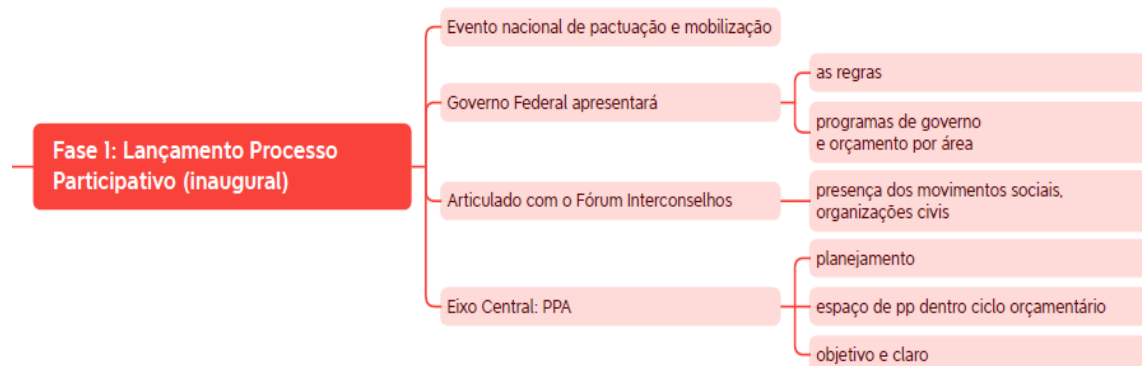 Fase 1: Lançamento Processo
Participativo (inaugural)
Evento nacional de pactuação e mobilização
Governo Federal apresentará
as regras
programas de governo
e orçamento por área
Articulado com o Fórum Interconselhos
presença dos movimentos sociais,
organizações civis
Eixo Central: PPA
planejamento
espaço de pp dentro ciclo orçamentário
objetivo e claro